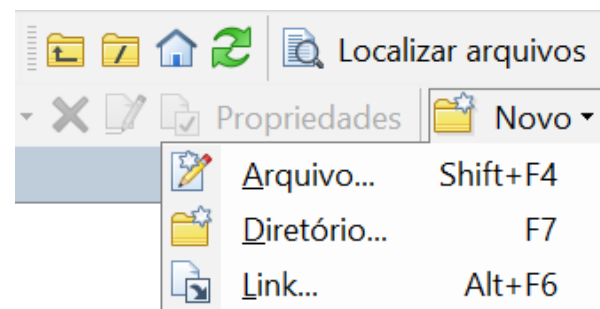 Localizar arquivos
Propriedades Novo
Arquivo... Shift+F4
Diretório... F7
Link... Alt+F6